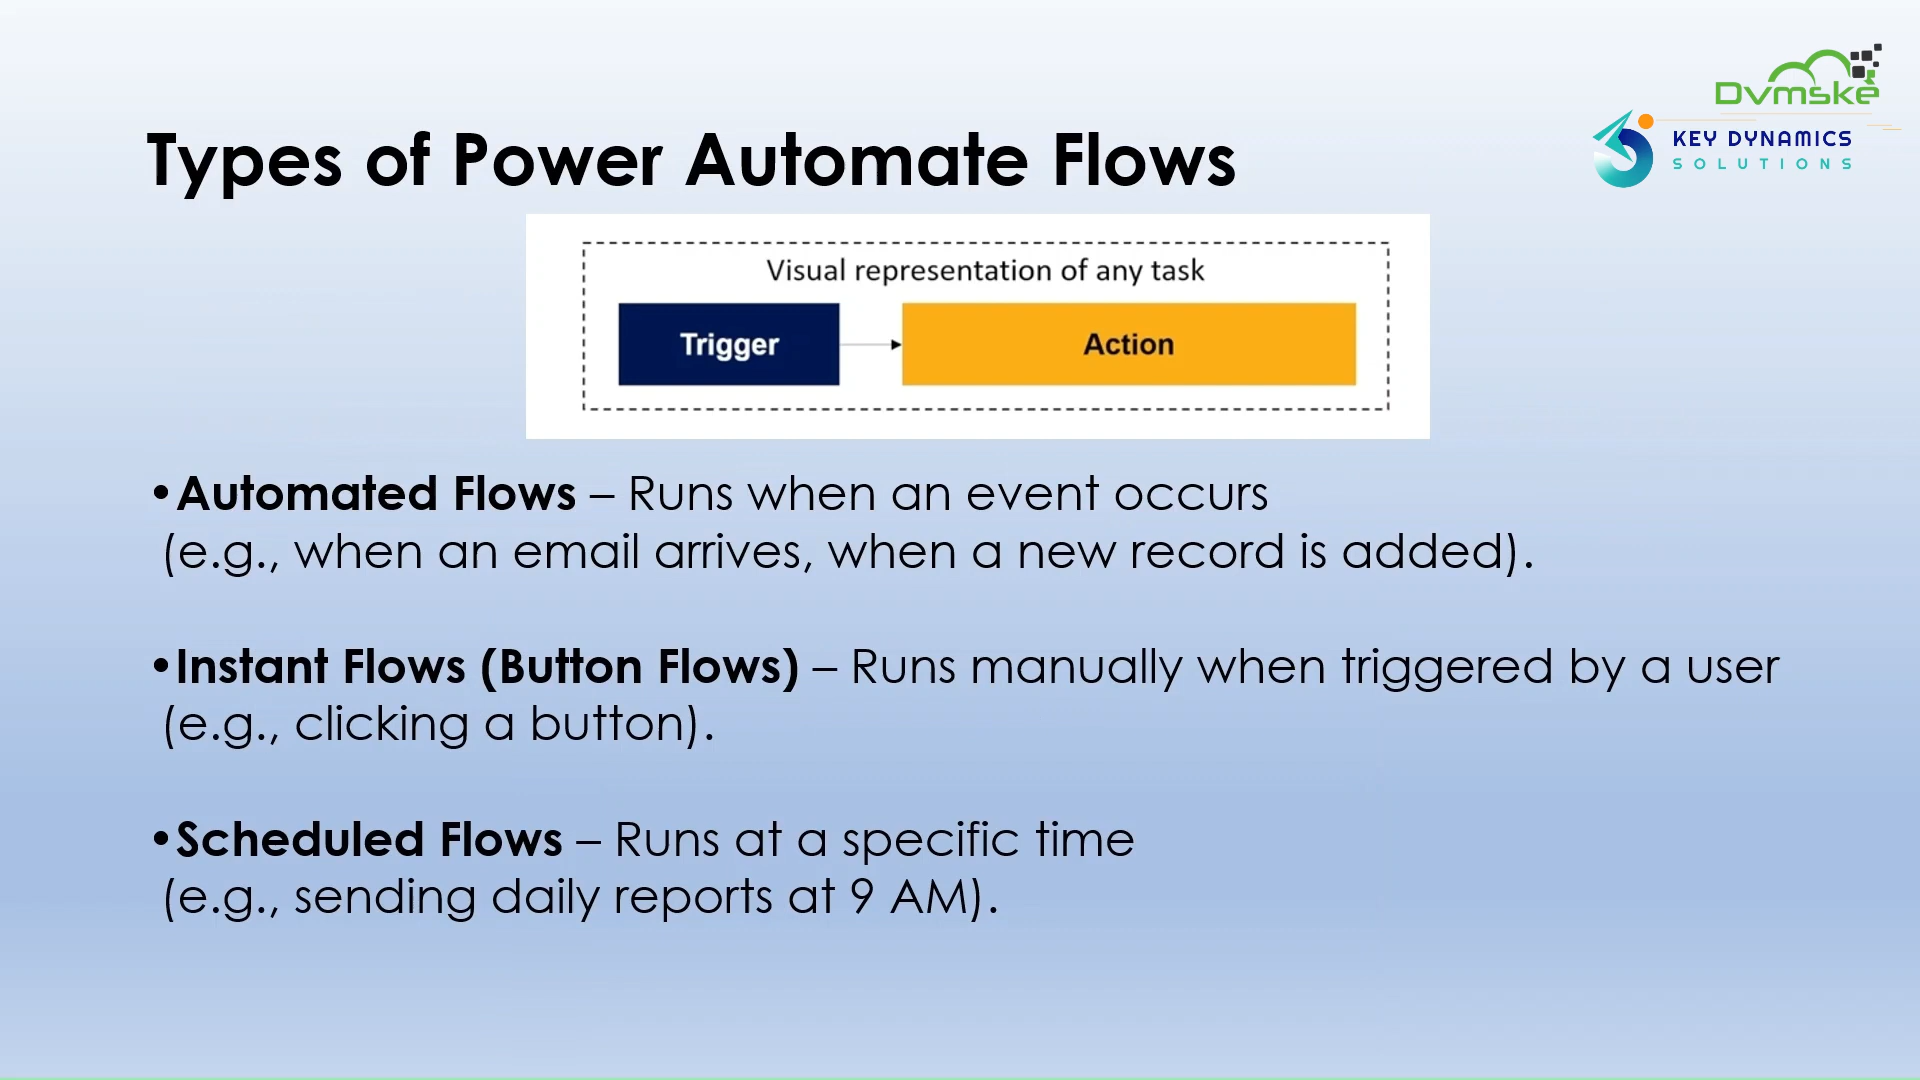 Dvmske
KEY DYNAMICS
SOLUTIONS
Types of Power Automate Flows
Visual representation of any task
Trigger
Action
•Automated Flows – Runs when an event occurs
(e.g., when an email arrives, when a new record is added).
•Instant Flows (Button Flows) – Runs manually when triggered by a user
(e.g., clicking a button).
•Scheduled Flows – Runs at a specific time
(e.g., sending daily reports at 9 AM).